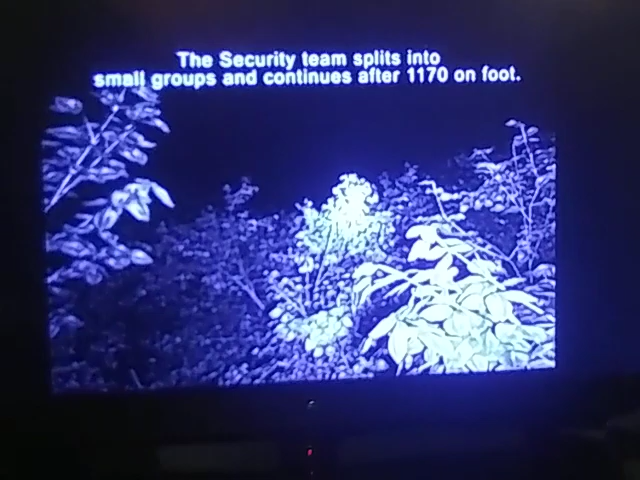 The Security team splits into
small groups and continues after 1170 on foot.